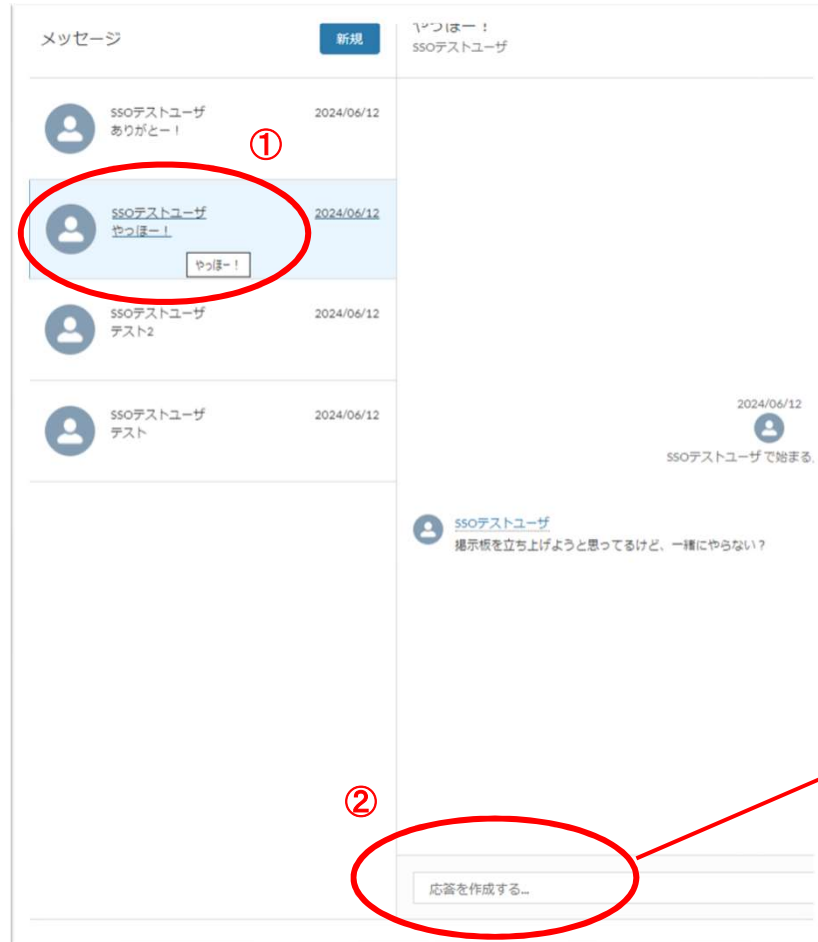 メッセージ
新規
やっほー！
SSOテストユーザ
SSOテストユーザ
2024/06/12
ありがとー！
①
SSOテストユーザ
2024/06/12
やっほー！
やっほー！
SSOテストユーザ
2024/06/12
テスト2
SSOテストユーザ
2024/06/12
テスト
2024/06/12
SSOテストユーザ で始まる
SSOテストユーザ
掲示板を立ち上げようと思ってるけど、一緒にやらない？
②
応答を作成する...